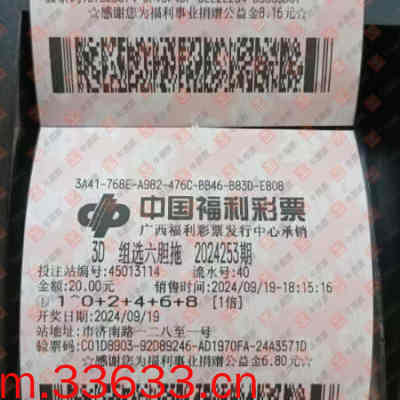 ☆感谢您为福利事业捐赠公益金8.16元☆
3A41-768E-A982-476C-BB46-B83D-E808
中国福利彩票
广西福利彩票发行中心承销
3D 组选六胆拖 2024253期
投注站编号:45013114 流水号:40
金额:20.00元 销售时间:2024/09/19-18:15:16
① 1^0+2+4+6+8 [1倍]
开奖日期:2024/09/19
站地址: 市济南路一二八至一号
验票码:C01D8903-92D89246-AD1970FA-24A3571D
☆感谢您为福利事业捐赠公益金6.80元☆
m.33633.cn